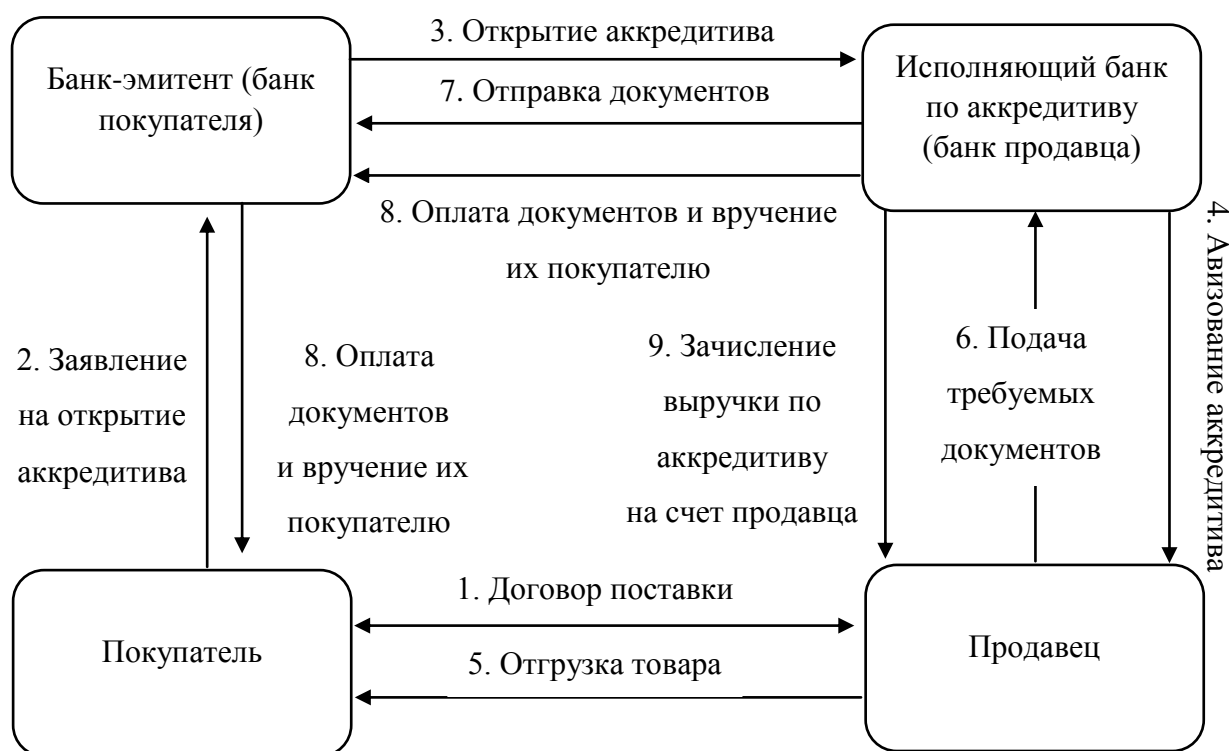 3. Открытие аккредитива
Банк-эмитент (банк
покупателя)
7. Отправка документов
Исполняющий банк
по аккредитиву
(банк продавца)
8. Оплата документов и вручение
их покупателю
4. Авизование аккредитива
2. Заявление
на открытие
аккредитива
8. Оплата
документов
и вручение их
покупателю
9. Зачисление
выручки по
аккредитиву
на счет продавца
6. Подача
требуемых
документов
1. Договор поставки
Покупатель
5. Отгрузка товара
Продавец